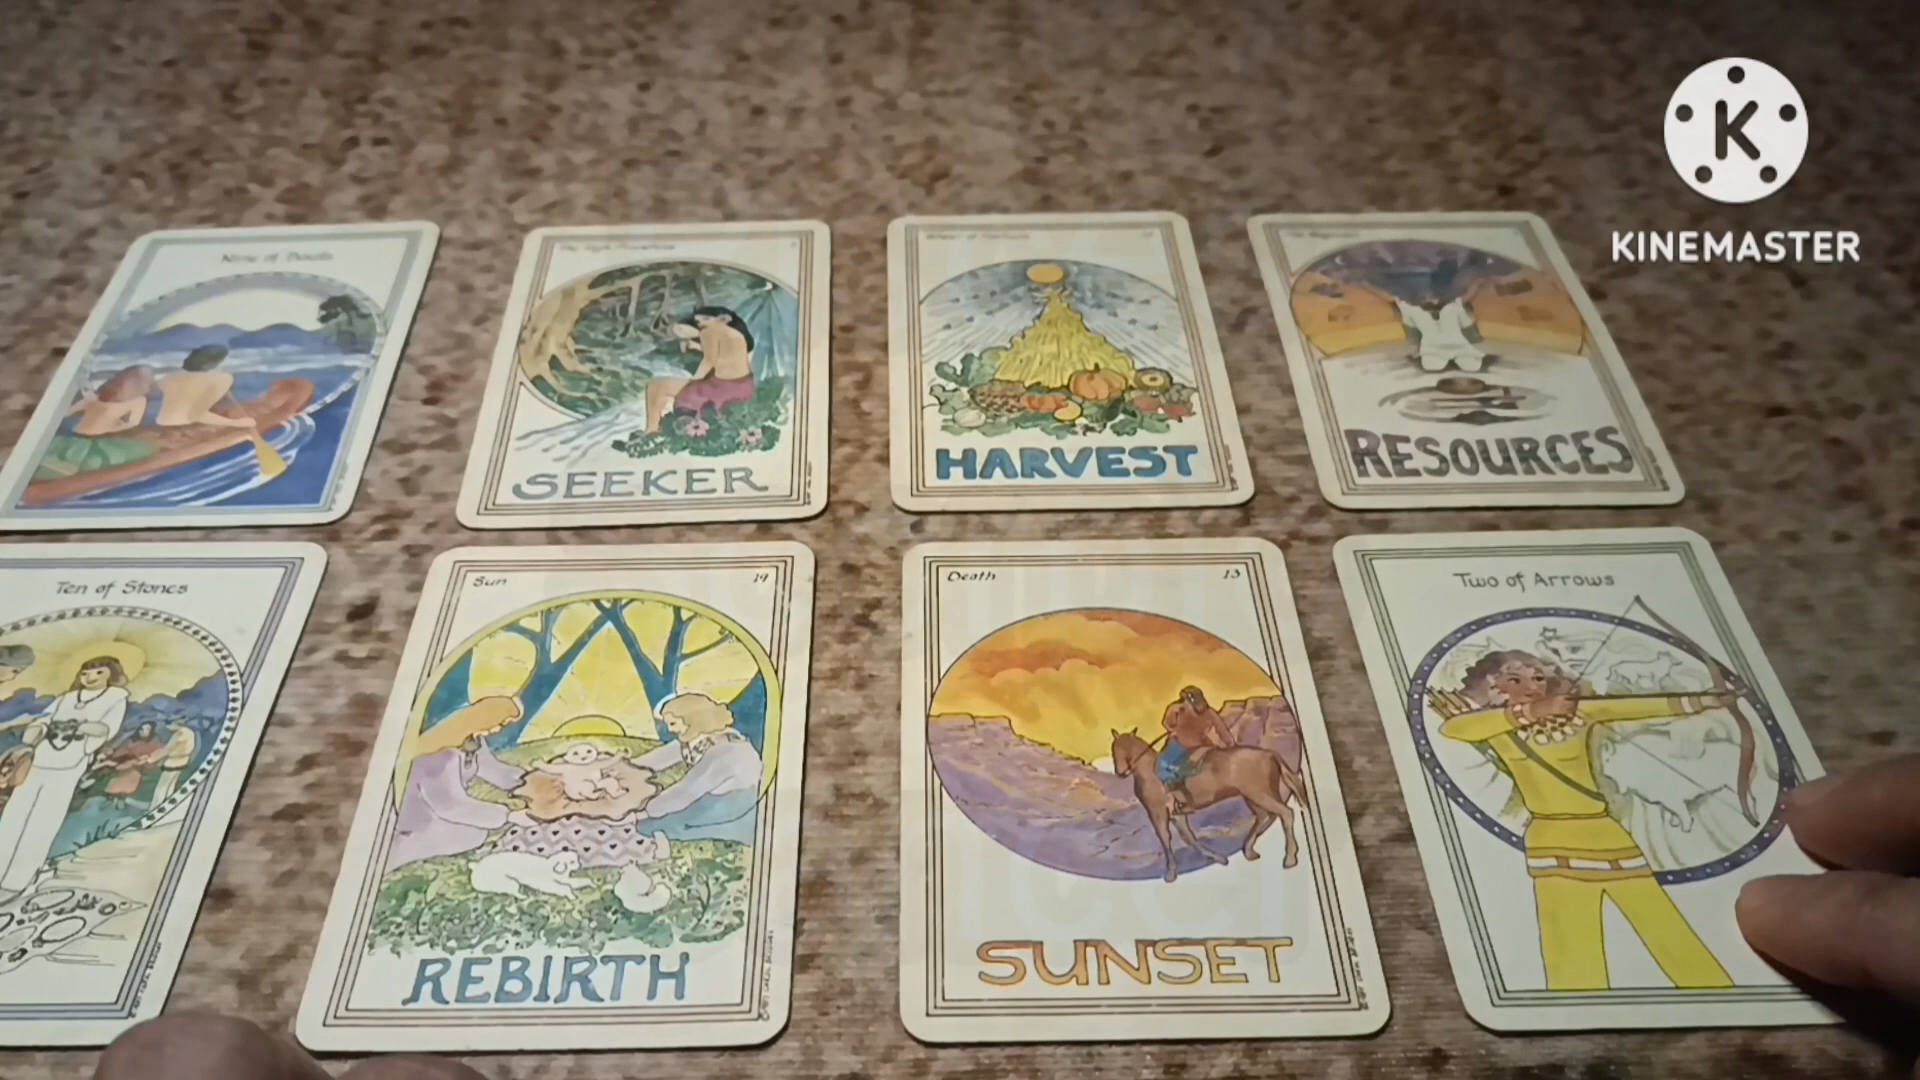 K
KINEMASTER
Nine of Bowls
SEEKER
HARVEST
RESOURCES
Ten of Stones
Sun 19
REBIRTH
Death 13
SUNSET
Two of Arrows